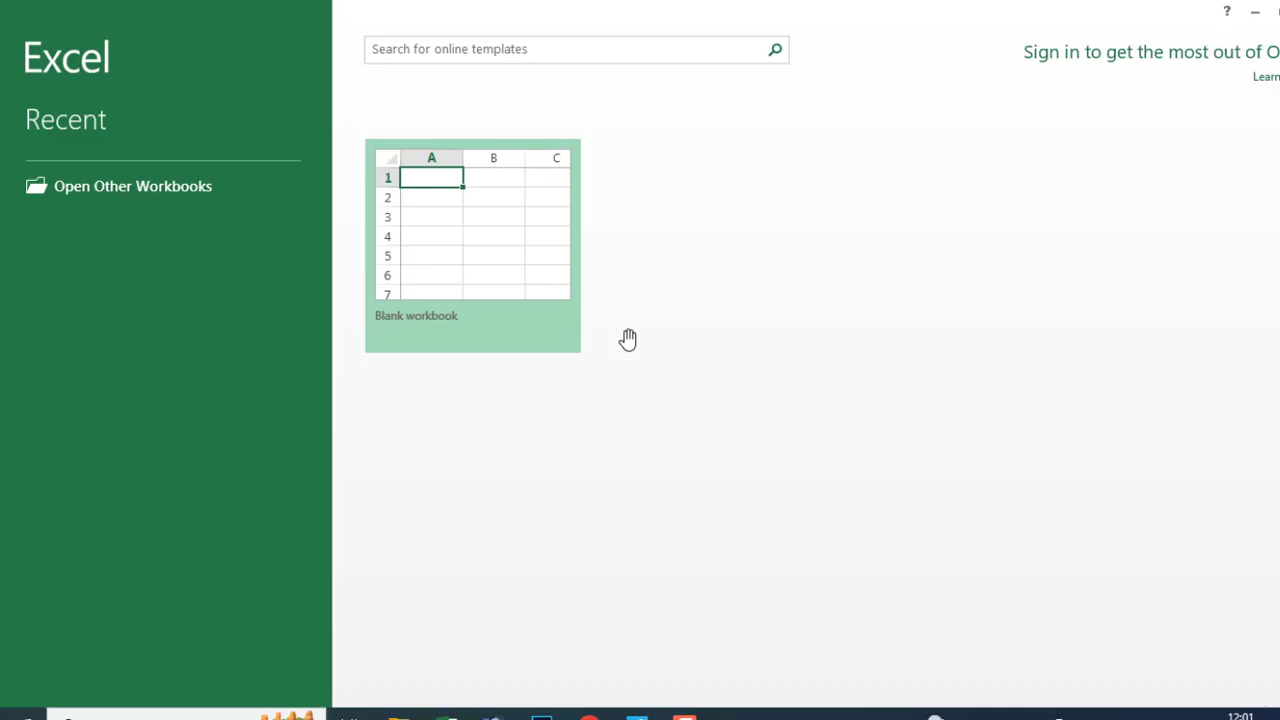 Excel
Recent
Open Other Workbooks
Search for online templates
?
Sign in to get the most out of O
Learn
A B C
1
2
3
4
5
6
7
Blank workbook
12:01